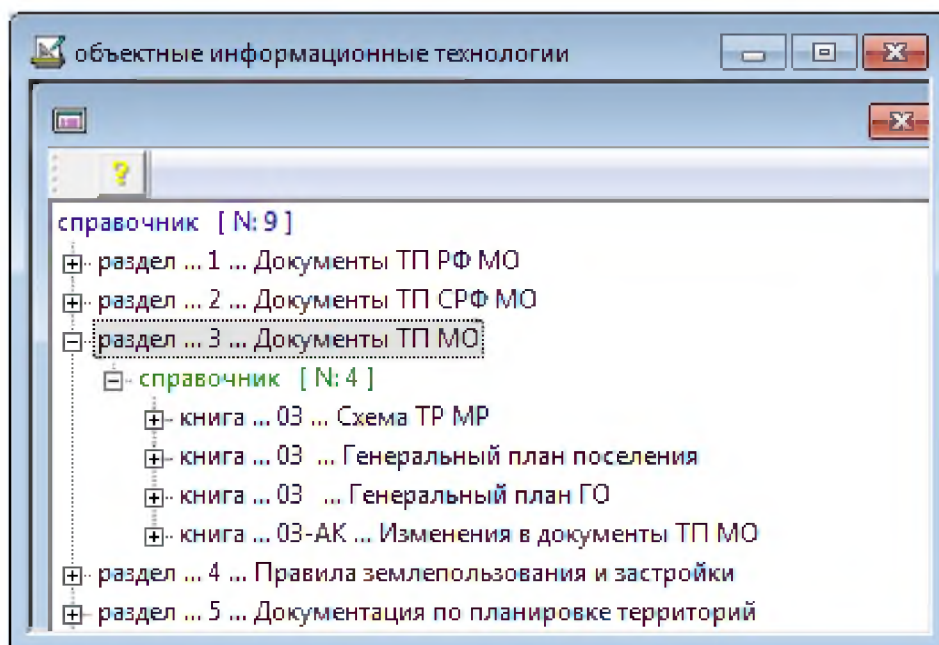 объектные информационные технологии
справочник [ N: 9 ]
раздел ... 1 ... Документы ТП РФ МО
раздел ... 2 ... Документы ТП СРФ МО
раздел ... 3 ... Документы ТП МО
справочник [ N: 4 ]
книга ... 03 ... Схема ТР МР
книга ... 03 ... Генеральный план поселения
книга ... 03 ... Генеральный план ГО
книга ... 03-АК ... Изменения в документы ТП МО
раздел ... 4 ... Правила землепользования и застройки
раздел ... 5 ... Документация по планировке территорий